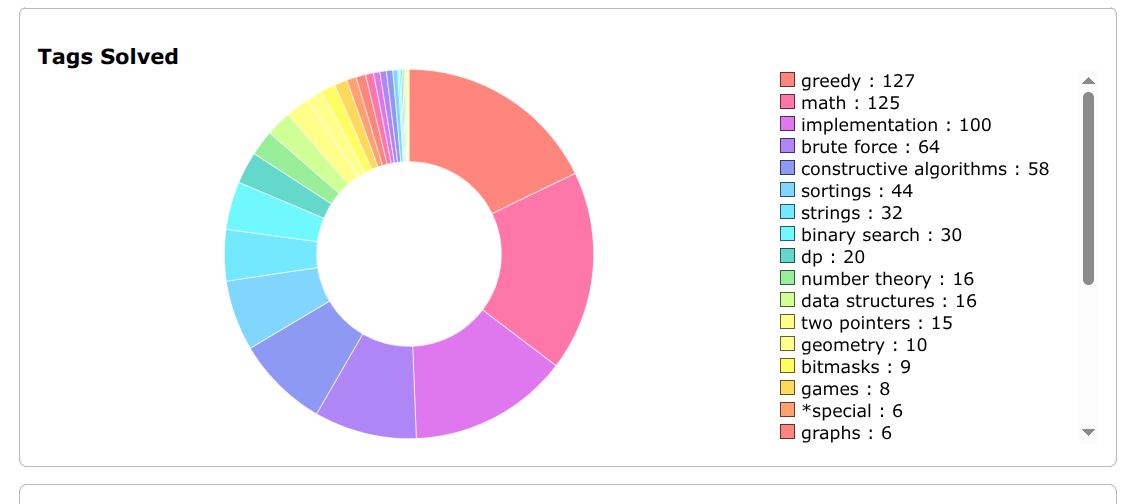 Tags Solved
greedy : 127
math : 125
implementation : 100
brute force : 64
constructive algorithms : 58
sortings : 44
strings : 32
binary search : 30
dp : 20
number theory : 16
data structures : 16
two pointers : 15
geometry : 10
bitmasks : 9
games : 8
*special : 6
graphs : 6